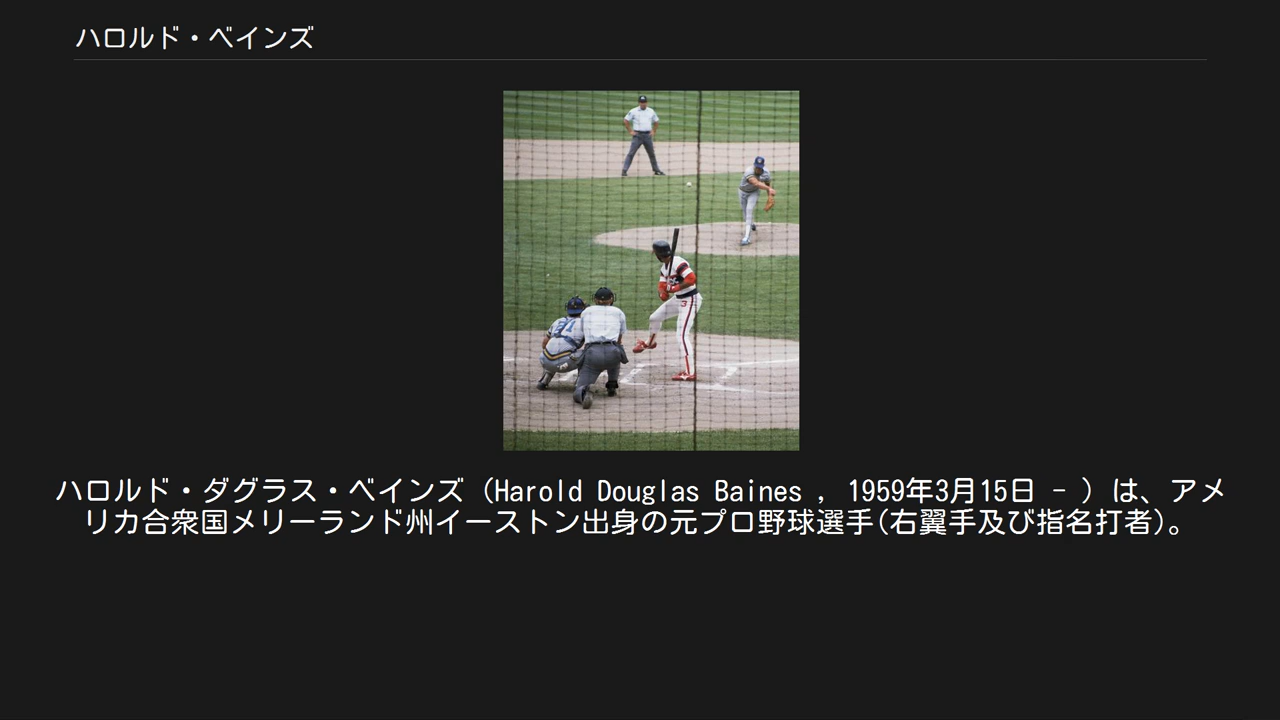 ハロルド・ベインズ
ハロルド・ダグラス・ベインズ（Harold Douglas Baines , 1959年3月15日 - ）は、アメ
リカ合衆国メリーランド州イーストン出身の元プロ野球選手(右翼手及び指名打者)。